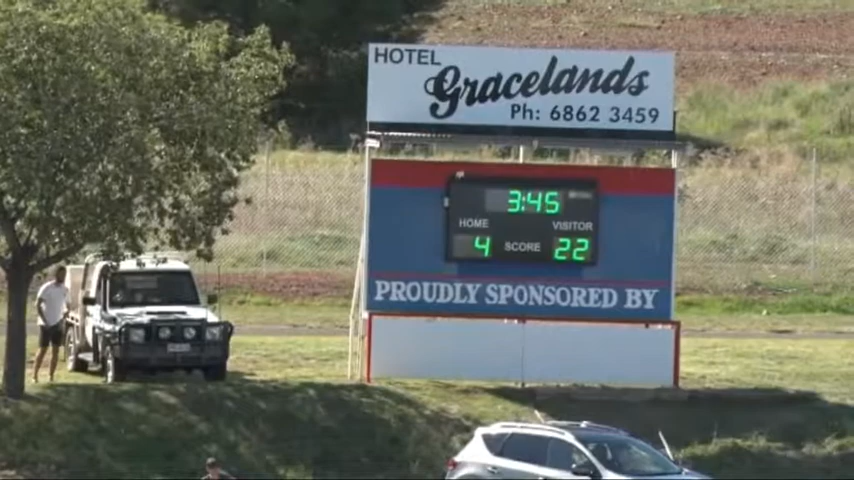 HOTEL
Gracelands
Ph: 6862 3459
3:45
HOME VISITOR
4 SCORE 22
PROUDLY SPONSORED BY